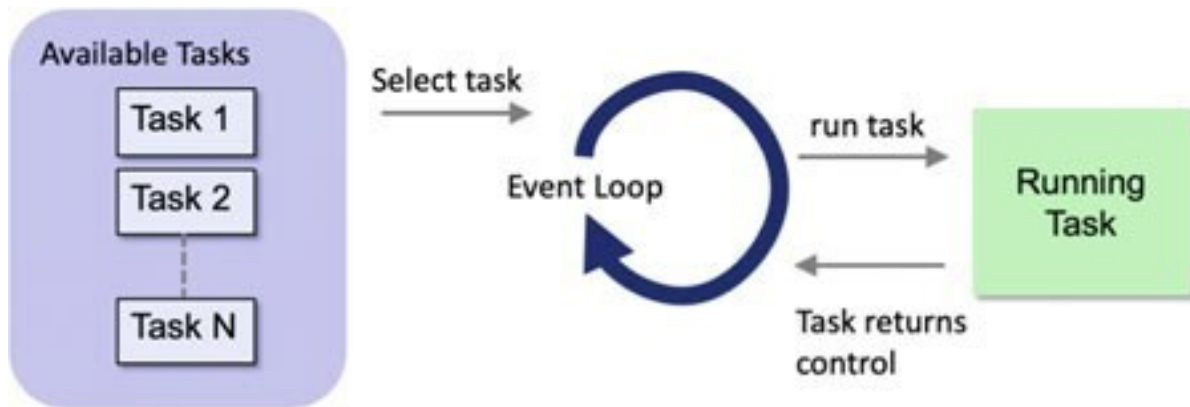 Available Tasks
Task 1
Task 2
Task N
Select task
Event Loop
run task
Running
Task
Task returns
control